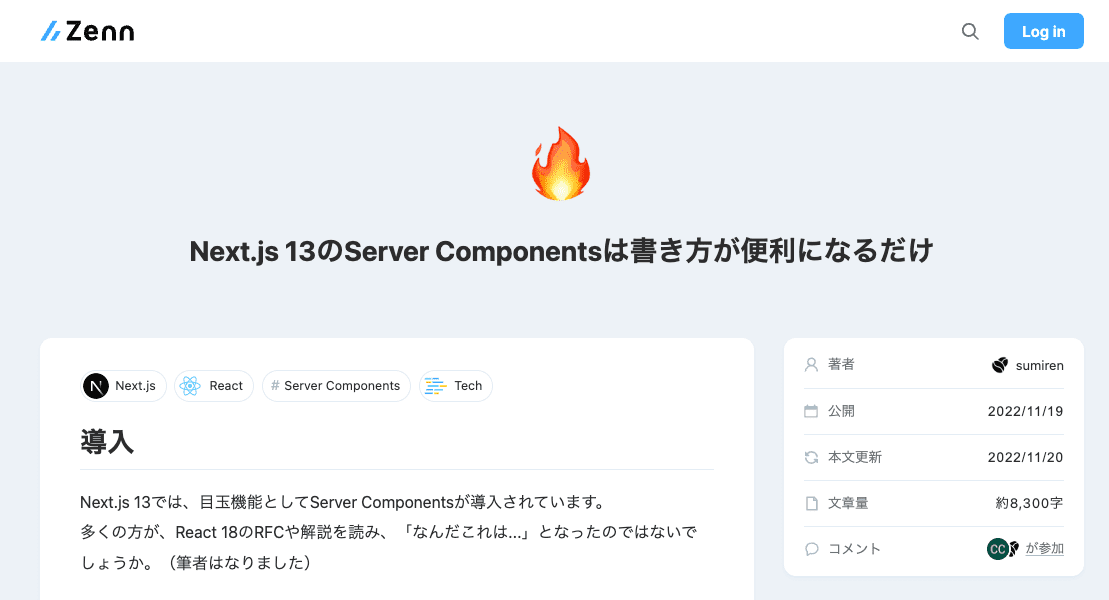 Zenn
Log in
Next.js 13のServer Componentsは書き方が便利になるだけ
N Next.js
React
# Server Components
Tech
導入
Next.js 13では、目玉機能としてServer Componentsが導入されています。
多くの方が、React 18のRFCや解説を読み、「なんだこれは...」となったのではないで
しょうか。（筆者はなりました）
著者 sumiren
公開 2022/11/19
本文更新 2022/11/20
文章量 約8,300字
コメント CC が参加